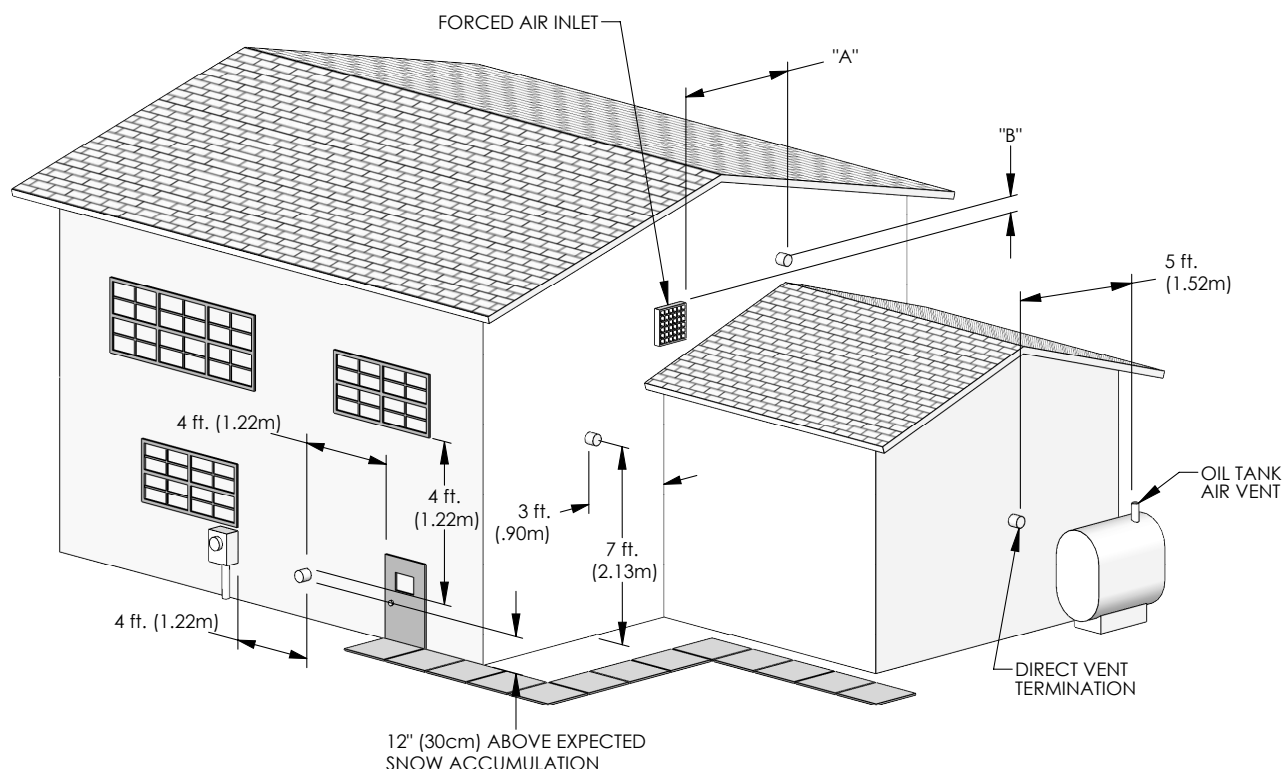 FORCED AIR INLET
"A"
"B"
5 ft.
(1.52m)
4 ft. (1.22m)
4 ft.
(1.22m)
3 ft.
(.90m)
7 ft.
(2.13m)
OIL TANK
AIR VENT
4 ft. (1.22m)
DIRECT VENT
TERMINATION
12" (30cm) ABOVE EXPECTED
SNOW ACCUMULATION